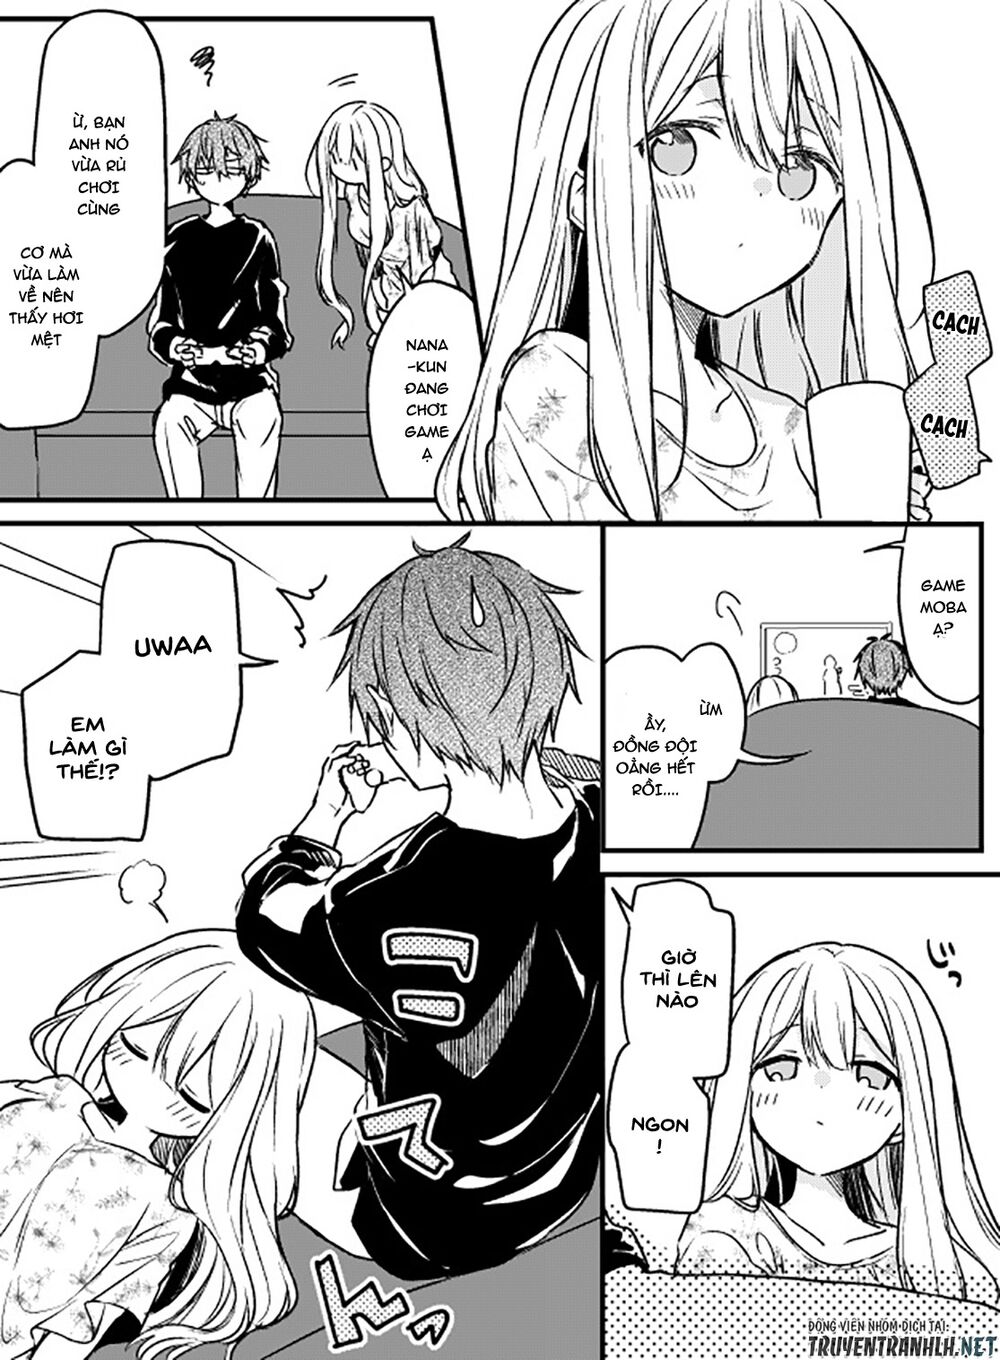 CẠCH
CẠCH
NANA
-KUN
ĐANG
CHƠI
GAME
Ạ
Ừ, BẠN
ANH NÓ
VỪA RỦ
CHƠI
CÙNG
CƠ MÀ
VỪA LÀM
VỀ NÊN
THẤY HƠI
MỆT
GAME
MOBA
Ạ?
ỪM
ẦY,
ĐỒNG ĐỘI
OẲNG HẾT
RỒI....
GIỜ
THÌ LÊN
NÀO
NGON
!
じっ
UWAA
EM
LÀM GÌ
THẾ!?
ĐỘNG VIÊN NHÓM DỊCH TẠI:
TRUYENTRANHLH.NET